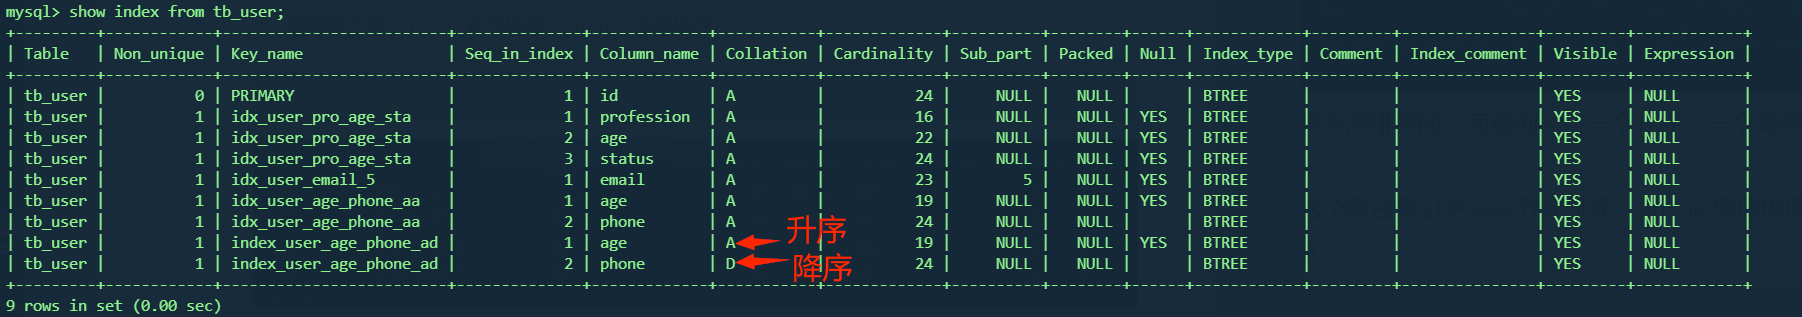 mysql> show index from tb_user;
+---------+------------+-------------------------+--------------+-------------+-----------+-------------+----------+--------+------+------------+---------+---------------+---------+------------+
| Table | Non_unique | Key_name | Seq_in_index | Column_name | Collation | Cardinality | Sub_part | Packed | Null | Index_type | Comment | Index_comment | Visible | Expression |
+---------+------------+-------------------------+--------------+-------------+-----------+-------------+----------+--------+------+------------+---------+---------------+---------+------------+
| tb_user | 0 | PRIMARY | 1 | id | A | 24 | NULL | NULL | | BTREE | | | YES | NULL |
| tb_user | 1 | idx_user_pro_age_sta | 1 | profession | A | 16 | NULL | NULL | YES | BTREE | | | YES | NULL |
| tb_user | 1 | idx_user_pro_age_sta | 2 | age | A | 22 | NULL | NULL | YES | BTREE | | | YES | NULL |
| tb_user | 1 | idx_user_pro_age_sta | 3 | status | A | 24 | NULL | NULL | YES | BTREE | | | YES | NULL |
| tb_user | 1 | idx_user_email_5 | 1 | email | A | 23 | 5 | NULL | YES | BTREE | | | YES | NULL |
| tb_user | 1 | idx_user_age_phone_aa | 1 | age | A | 19 | NULL | NULL | YES | BTREE | | | YES | NULL |
| tb_user | 1 | idx_user_age_phone_aa | 2 | phone | A | 24 | NULL | NULL | | BTREE | | | YES | NULL |
| tb_user | 1 | index_user_age_phone_ad | 1 | age | A 升序 | 19 | NULL | NULL | YES | BTREE | | | YES | NULL |
| tb_user | 1 | index_user_age_phone_ad | 2 | phone | D 降序 | 24 | NULL | NULL | | BTREE | | | YES | NULL |
+---------+------------+-------------------------+--------------+-------------+-----------+-------------+----------+--------+------+------------+---------+---------------+---------+------------+
9 rows in set (0.00 sec)